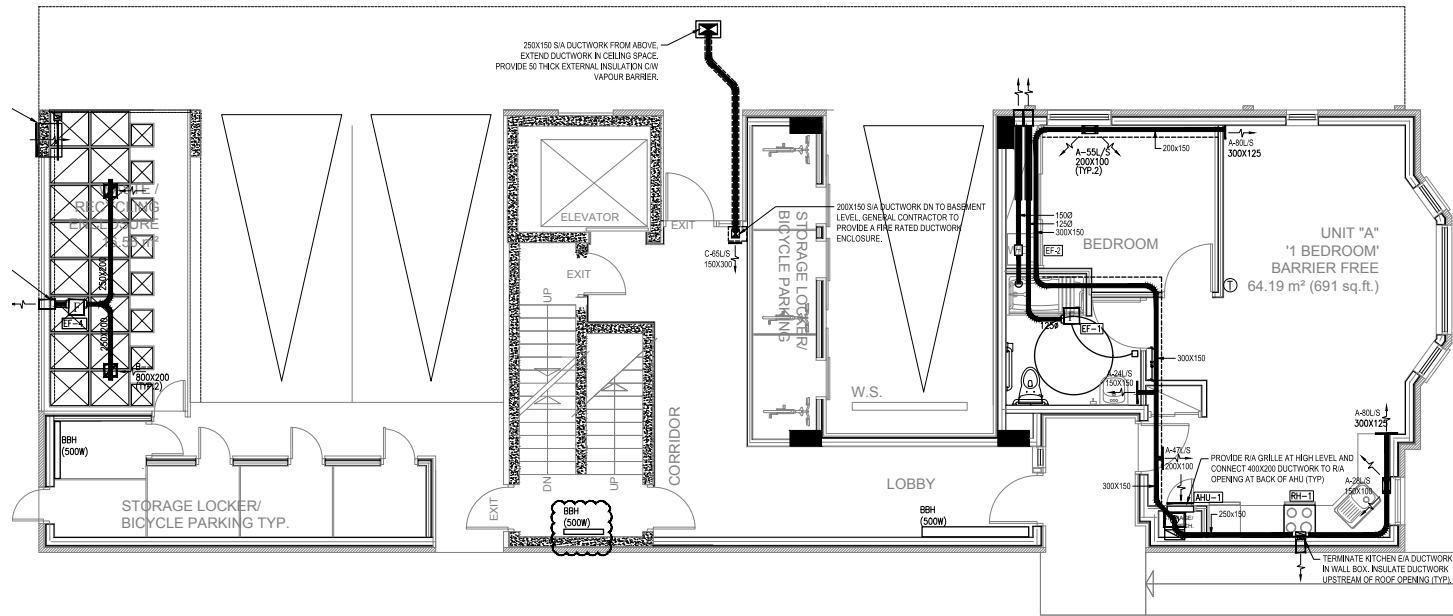 250X150 S/A DUCTWORK FROM ABOVE,
EXTEND DUCTWORK IN CEILING SPACE.
PROVIDE 50 THICK EXTERNAL INSULATION C/W
VAPOUR BARRIER.
RECYCLING
ENCLOSURE
250X200
EF-4
250X200
800X200
(TYP.2)
BBH
(500W)
STORAGE LOCKER/
BICYCLE PARKING TYP.
ELEVATOR
EXIT
EXIT
UP
DN
UP
EXIT
BBH
(500W)
CORRIDOR
C-65L/S
150X300
200X150 S/A DUCTWORK DN TO BASEMENT
LEVEL, GENERAL CONTRACTOR TO
PROVIDE A FIRE RATED DUCTWORK
ENCLOSURE.
STORAGE LOCKER/
BICYCLE PARKING
W.S.
LOBBY
BBH
(500W)
A-55L/S
200X100
(TYP.2)
200x150
A-80L/S
300X125
150Ø
125Ø
300X150
EF-2
BEDROOM
UNIT "A"
'1 BEDROOM'
BARRIER FREE
64.19 m² (691 sq.ft.)
T
125Ø
EF-1
300X150
A-24L/S
150X150
A-80L/S
300X125
A-47L/S
200X100
PROVIDE R/A GRILLE AT HIGH LEVEL AND
CONNECT 400X200 DUCTWORK TO R/A
OPENING AT BACK OF AHU (TYP)
300X150
AHU-1
250x150
RH-1
A-28L/S
150X100
TERMINATE KITCHEN E/A DUCTWORK
IN WALL BOX. INSULATE DUCTWORK
UPSTREAM OF ROOF OPENING (TYP).